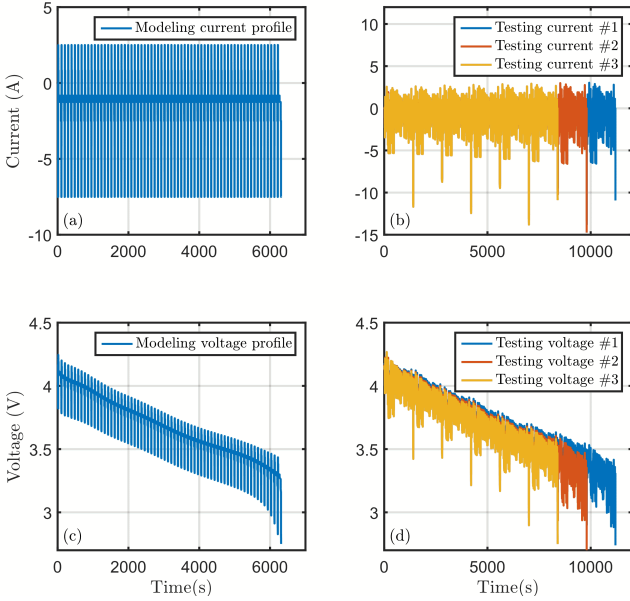 Modeling current profile
5
0
-5
-10
Current (A)
(a)
0
2000
4000
6000
Testing current #1
Testing current #2
Testing current #3
10
5
0
-5
-10
-15
(b)
0
5000
10000
Modeling voltage profile
4.5
4
3.5
3
Voltage (V)
(c)
0
2000
4000
6000
Time(s)
Testing voltage #1
Testing voltage #2
Testing voltage #3
4.5
4
3.5
3
(d)
0
5000
10000
Time(s)